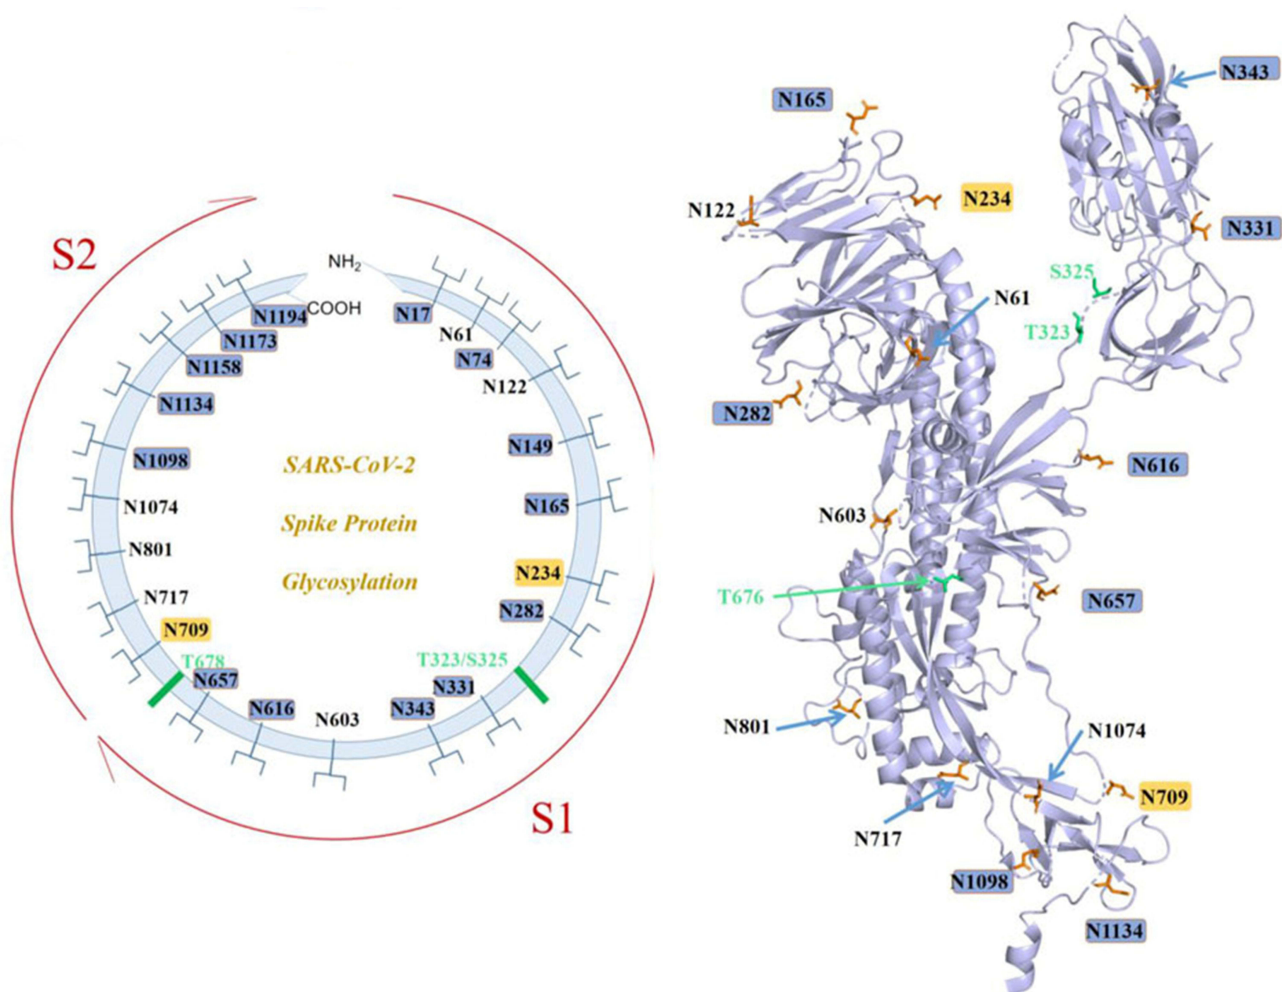 S2
NH2
COOH
N17
N61
N74
N122
N149
N165
N234
N282
T323/S325
N331
N343
N603
N616
N657
T678
N709
N717
N801
N1074
N1098
N1134
N1158
N1173
N1194
SARS-CoV-2
Spike Protein
Glycosylation
S1
N343
N165
N122
N234
N331
S325
N61
T323
N282
N616
N603
T676
N657
N801
N1074
N709
N717
N1098
N1134